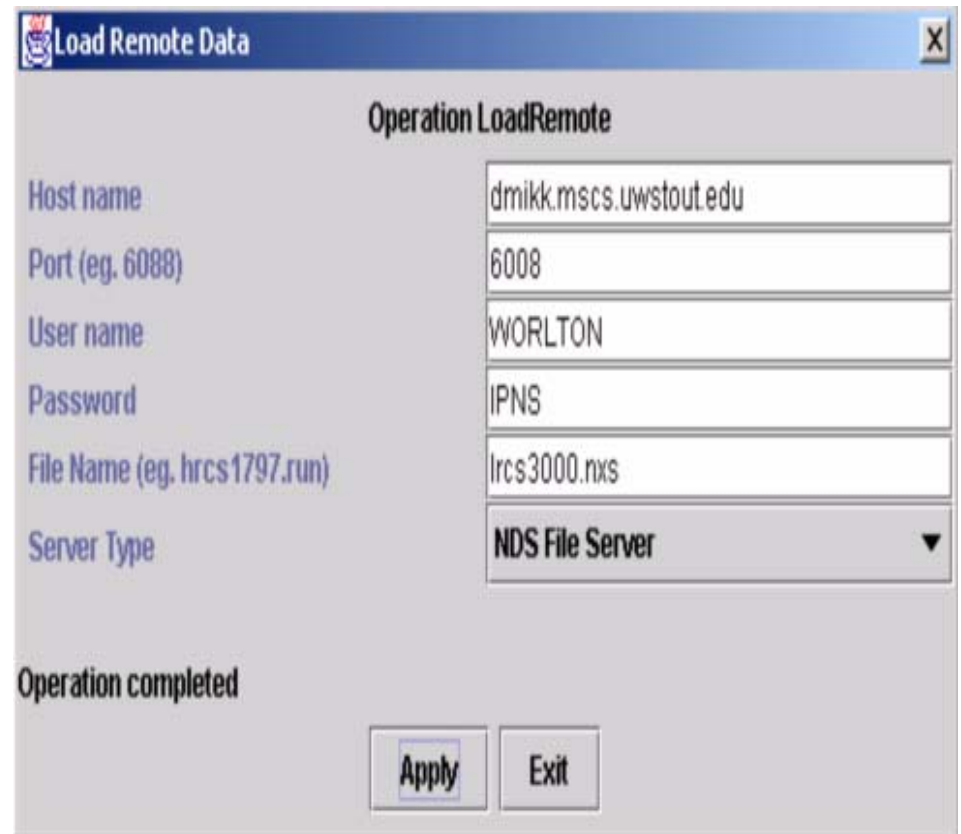 Load Remote Data
Operation LoadRemote
Host name dmikk.mscs.uwstout.edu
Port (eg. 6088) 6008
User name WORLTON
Password IPNS
File Name (eg. hrcs1797.run) lrcs3000.nxs
Server Type NDS File Server
Operation completed
Apply Exit